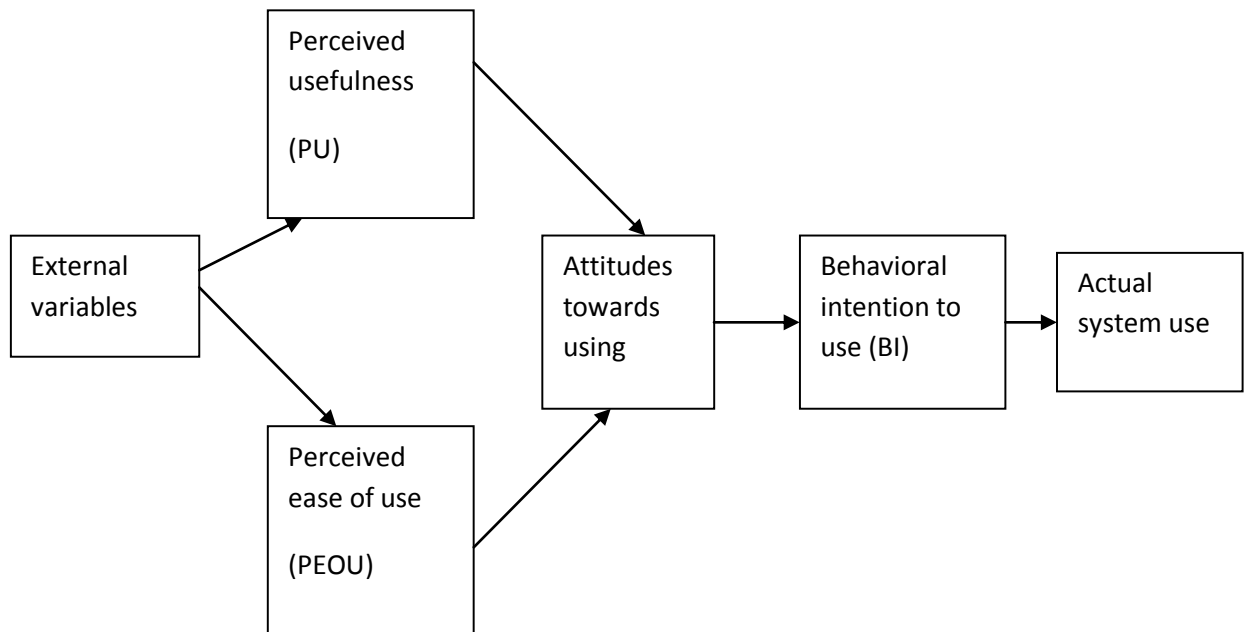 Perceived
usefulness
(PU)
External
variables
Perceived
ease of use
(PEOU)
Attitudes
towards
using
Behavioral
intention to
use (BI)
Actual
system use